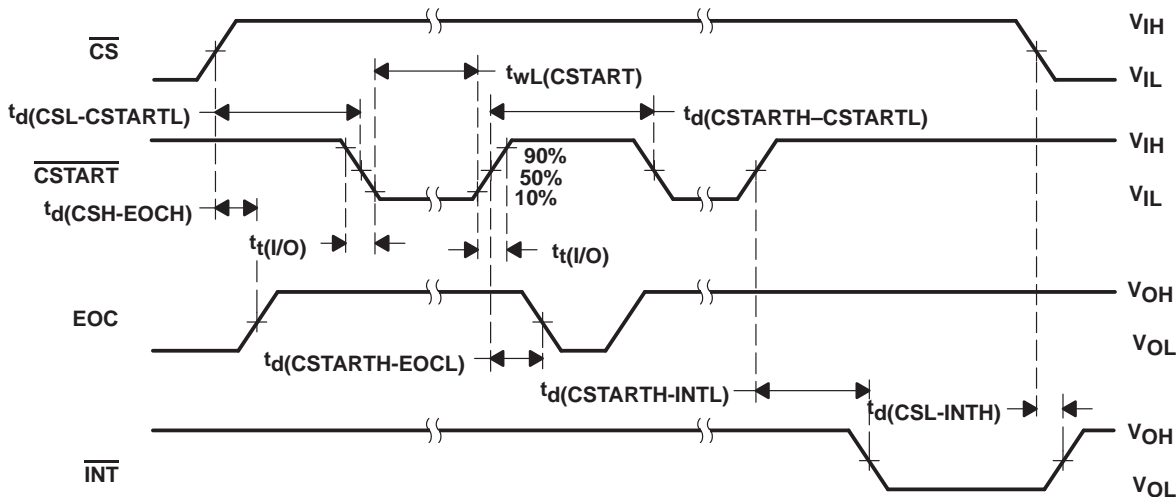 CS
VIH
VIL
twL(CSTART)
td(CSL-CSTARTL)
td(CSTARTH–CSTARTL)
VIH
CSTART
90%
50%
10%
VIL
td(CSH-EOCH)
tt(I/O)
tt(I/O)
EOC
VOH
VOL
td(CSTARTH-EOCL)
td(CSTARTH-INTL)
td(CSL-INTH)
VOH
INT
VOL